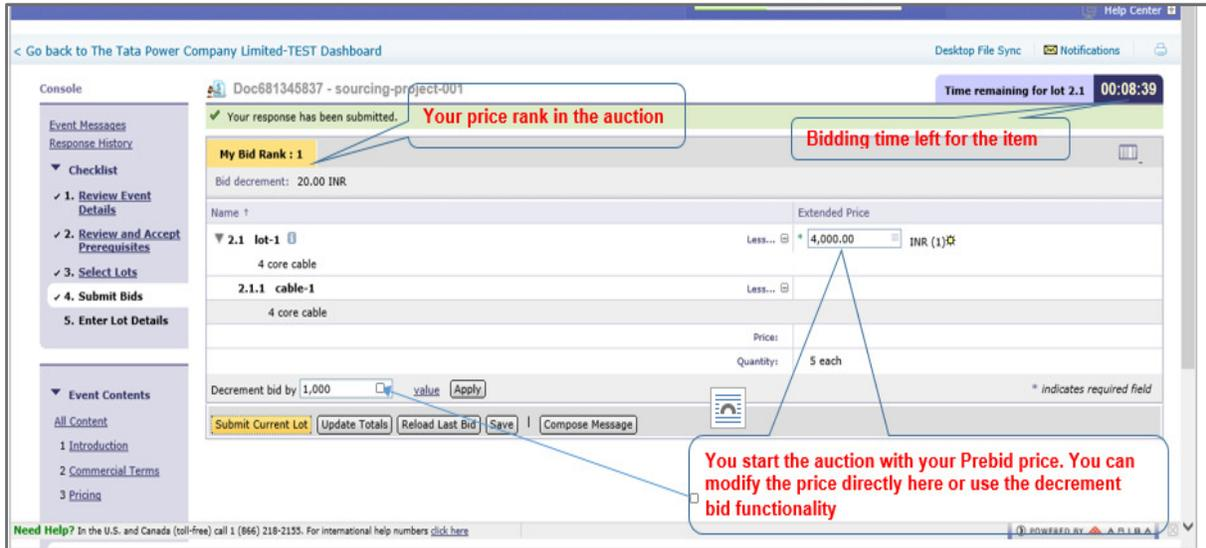 Help Center
< Go back to The Tata Power Company Limited-TEST Dashboard
Desktop File Sync
Notifications
Console
Doc681345837 - sourcing-project-001
Time remaining for lot 2.1
00:08:39
Event Messages
Response History
▼ Checklist
✓ 1. Review Event
Details
✓ 2. Review and Accept
Prerequisites
✓ 3. Select Lots
✓ 4. Submit Bids
5. Enter Lot Details
✔ Your response has been submitted.
Your price rank in the auction
Bidding time left for the item
My Bid Rank : 1
Bid decrement: 20.00 INR
Name ↑
Extended Price
▼ 2.1 lot-1
Less...
* 4,000.00
INR (1)
4 core cable
2.1.1 cable-1
Less...
4 core cable
Price:
Quantity:
5 each
Decrement bid by 1,000
value
Apply
* indicates required field
Submit Current Lot
Update Totals
Reload Last Bid
Save
|
Compose Message
You start the auction with your Prebid price. You can
modify the price directly here or use the decrement
bid functionality
▼ Event Contents
All Content
1 Introduction
2 Commercial Terms
3 Pricing
Need Help? In the U.S. and Canada (toll-free) call 1 (866) 218-2155. For international help numbers click here
POWERED BY ARIBA